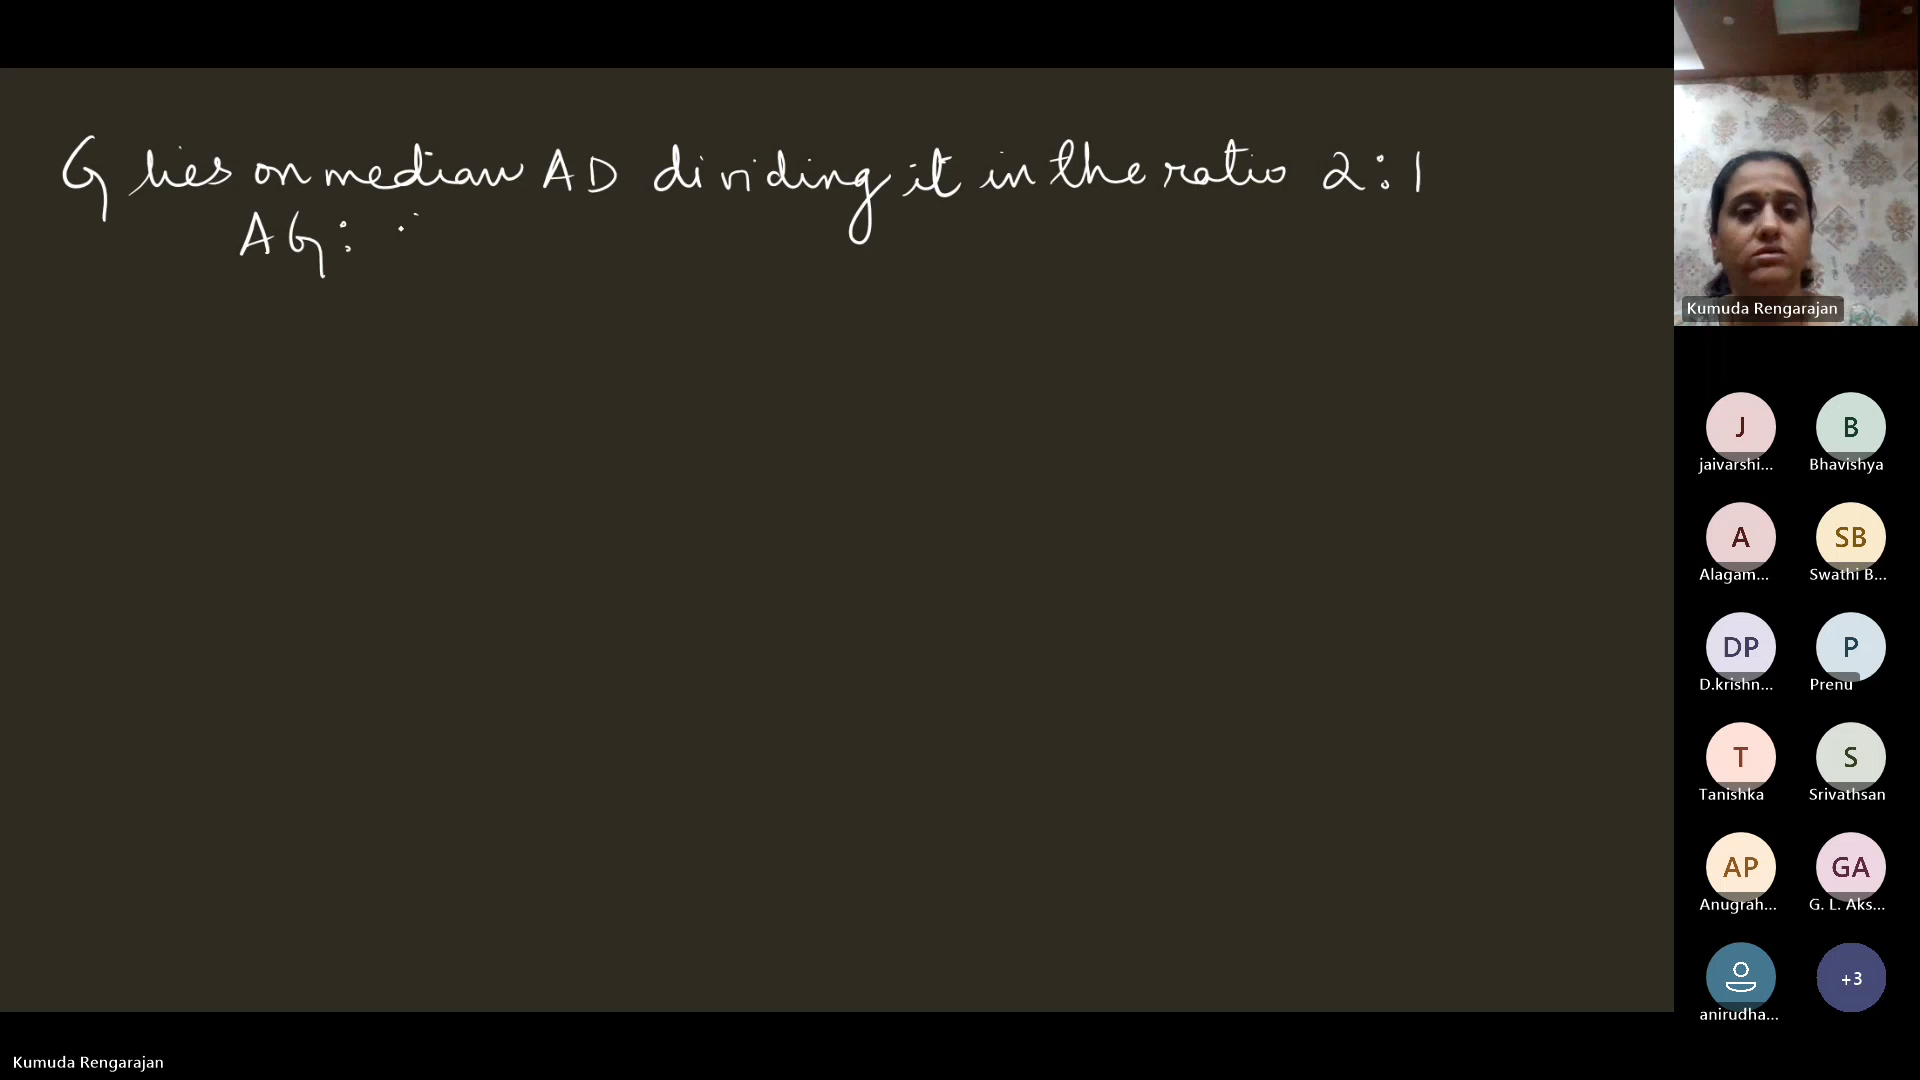 G lies on median AD dividing it in the ratio 2:1
AG:
Kumuda Rengarajan
J
B
jaivarshi...
Bhavishya
A
SB
Alagam...
Swathi B...
DP
P
D.krishn...
Prenu
T
S
Tanishka
Srivathsan
AP
GA
Anugrah...
G. L. Aks...
+3
anirudha...
Kumuda Rengarajan